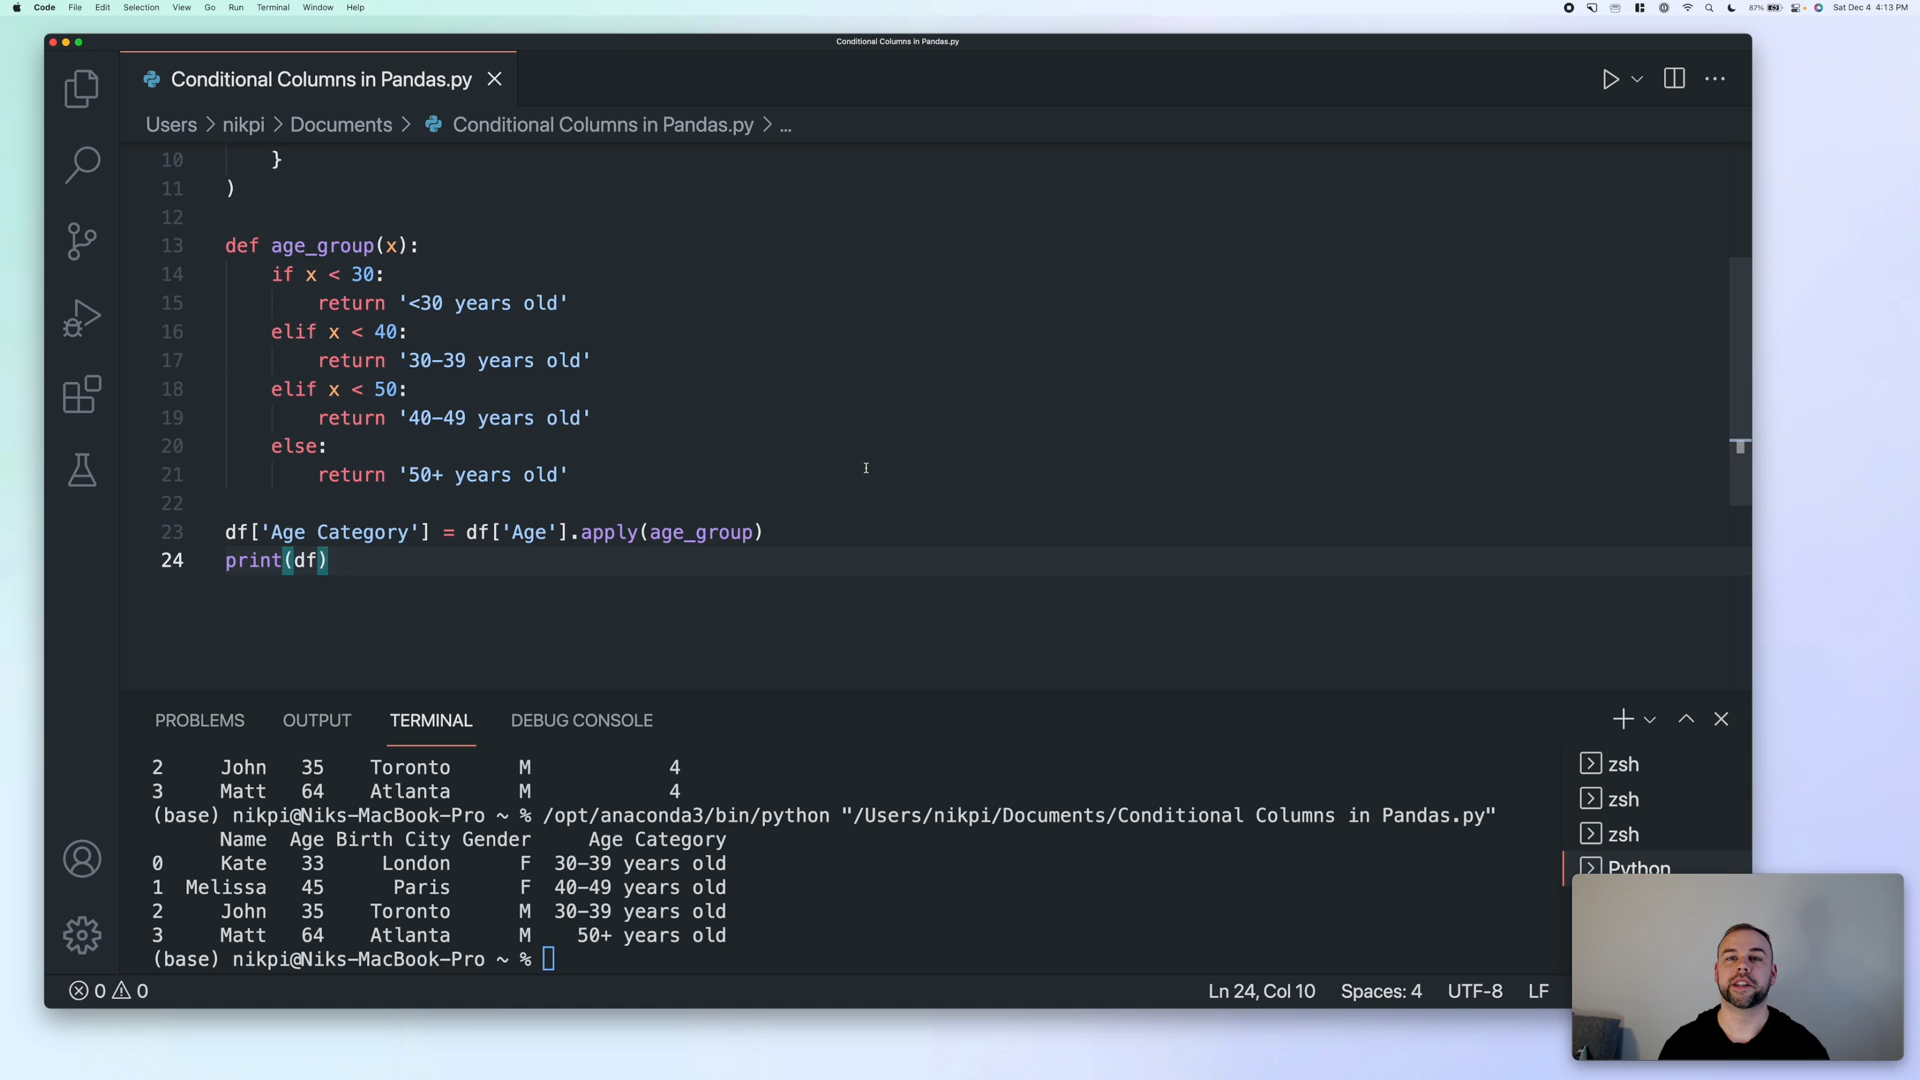 Code File Edit Selection View Go Run Terminal Window Help 87% Sat Dec 4 4:13 PM
Conditional Columns in Pandas.py
Conditional Columns in Pandas.py
Users > nikpi > Documents > Conditional Columns in Pandas.py > ...
10 }
11 )
12
13 def age_group(x):
14 if x < 30:
15 return '<30 years old'
16 elif x < 40:
17 return '30-39 years old'
18 elif x < 50:
19 return '40-49 years old'
20 else:
21 return '50+ years old'
22
23 df['Age Category'] = df['Age'].apply(age_group)
24 print(df)
PROBLEMS OUTPUT TERMINAL DEBUG CONSOLE
2 John 35 Toronto M 4
3 Matt 64 Atlanta M 4
(base) nikpi@Niks-MacBook-Pro ~ % /opt/anaconda3/bin/python "/Users/nikpi/Documents/Conditional Columns in Pandas.py"
Name Age Birth City Gender Age Category
0 Kate 33 London F 30-39 years old
1 Melissa 45 Paris F 40-49 years old
2 John 35 Toronto M 30-39 years old
3 Matt 64 Atlanta M 50+ years old
(base) nikpi@Niks-MacBook-Pro ~ %
zsh
zsh
zsh
Python
0 0
Ln 24, Col 10 Spaces: 4 UTF-8 LF